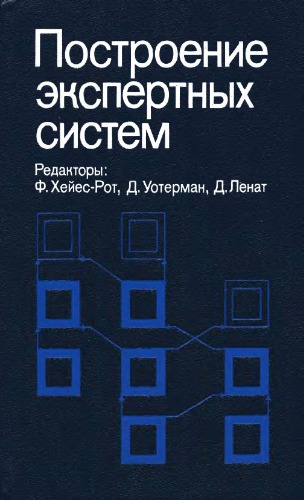 Построение
экспертных
систем
Редакторы:
Ф. Хейес-Рот, Д. Уотерман, Д. Ленат